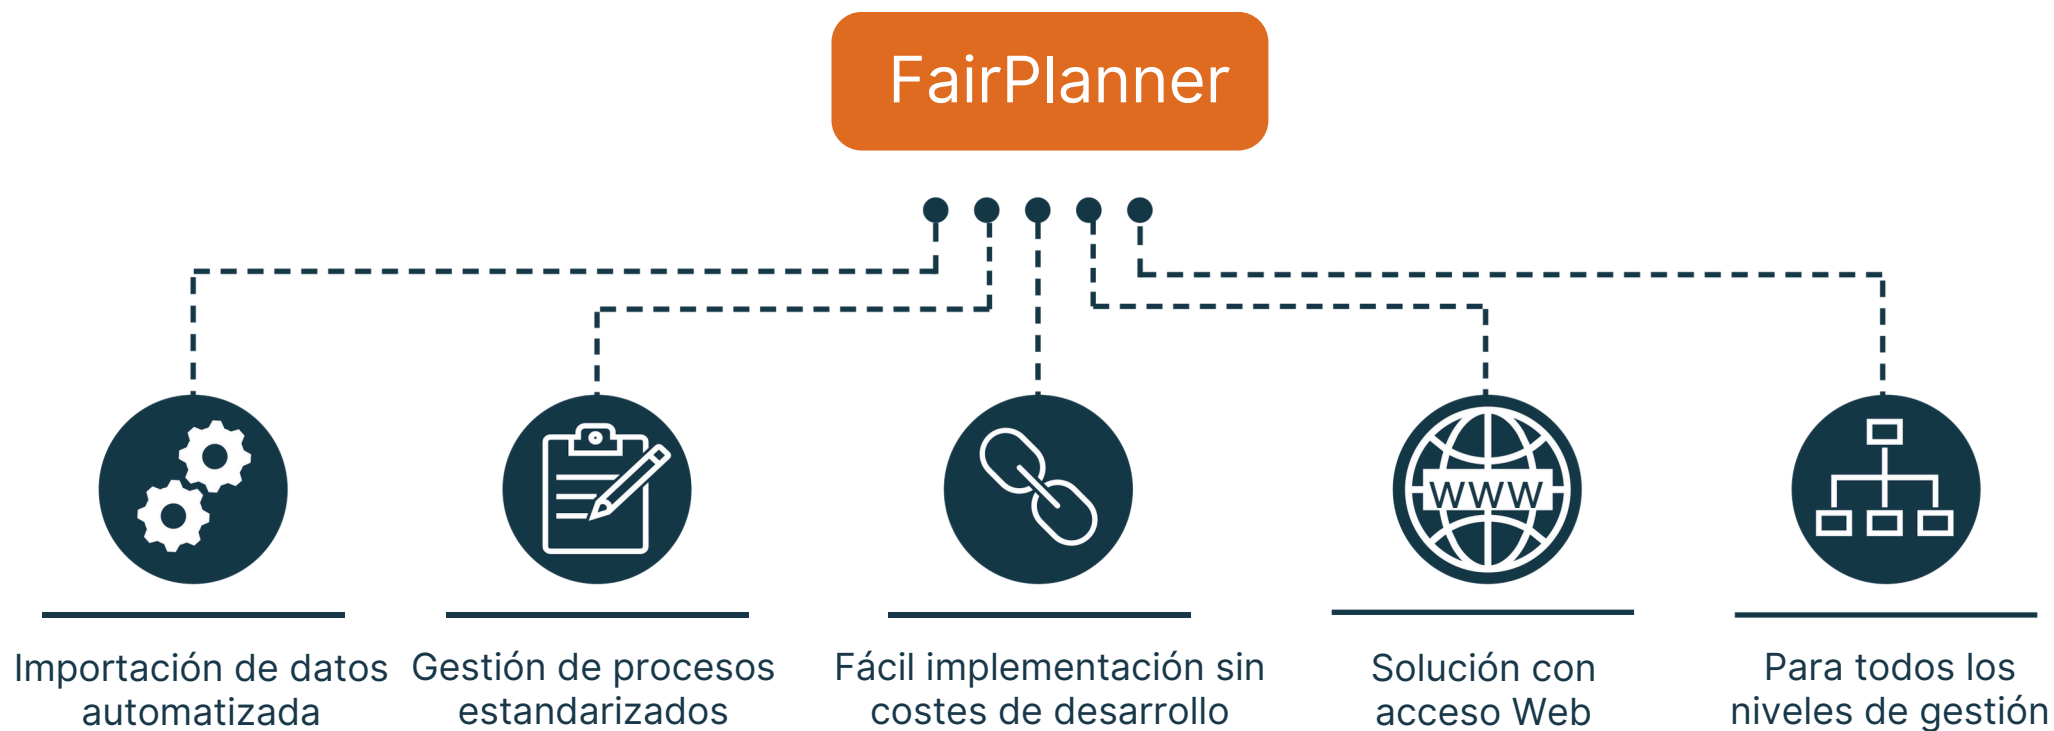 FairPlanner
www
Importación de datos
automatizada
Gestión de procesos
estandarizados
Fácil implementación sin
costes de desarrollo
Solución con
acceso Web
Para todos los
niveles de gestión